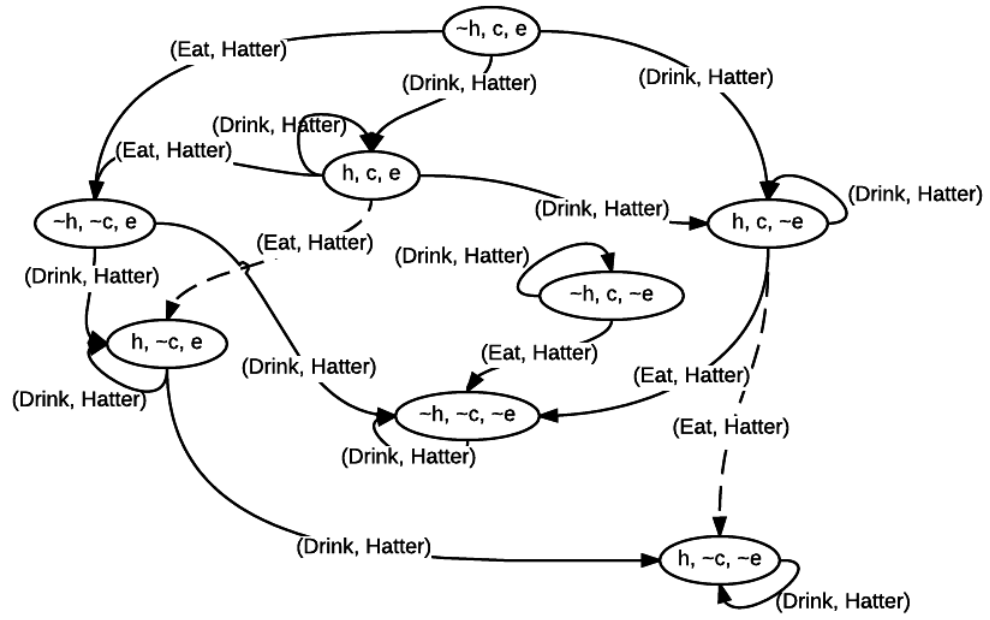 ~h, c, e
(Eat, Hatter)
(Drink, Hatter)
(Drink, Hatter)
(Drink, Hatter)
(Eat, Hatter)
h, c, e
(Drink, Hatter)
(Drink, Hatter)
~h, ~c, e
h, c, ~e
(Eat, Hatter)
(Drink, Hatter)
(Drink, Hatter)
~h, c, ~e
h, ~c, e
(Eat, Hatter)
(Drink, Hatter)
(Eat, Hatter)
(Drink, Hatter)
~h, ~c, ~e
(Eat, Hatter)
(Drink, Hatter)
(Drink, Hatter)
h, ~c, ~e
(Drink, Hatter)